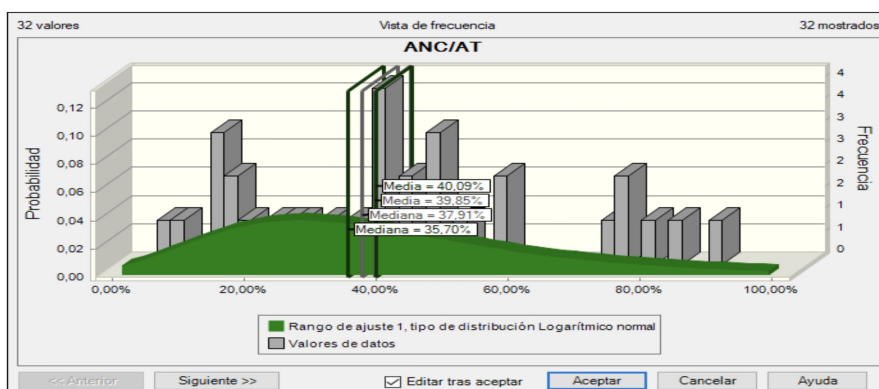 32 valores Vista de frecuencia 32 mostrados
ANC/AT
Probabilidad
0,12
0,10
0,08
0,06
0,04
0,02
0,00
4
4
3
3
2
2
1
1
0
Frecuencia
Media = 40,09%
Media = 39,85%
Mediana = 37,91%
Mediana = 35,70%
0,00% 20,00% 40,00% 60,00% 80,00% 100,00%
Rango de ajuste 1, tipo de distribución Logarítmico normal
Valores de datos
<< Anterior Siguiente >> Editar tras aceptar Aceptar Cancelar Ayuda